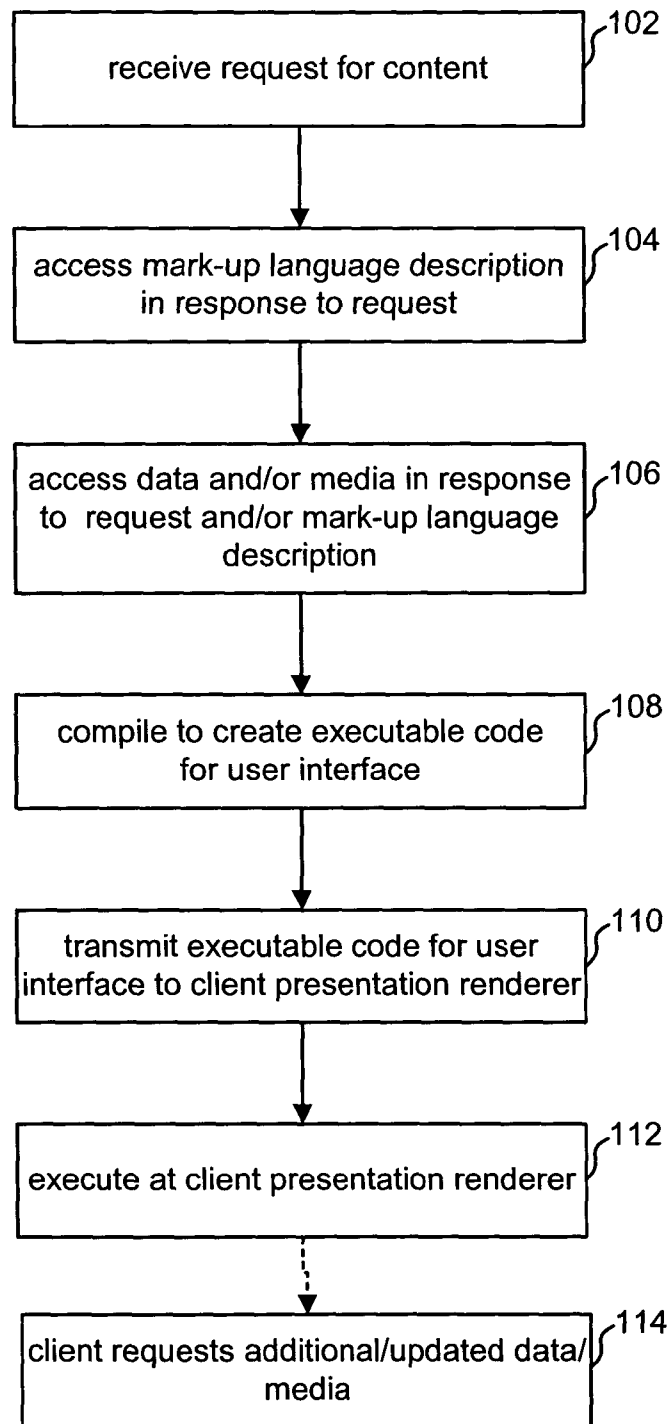 102
receive request for content
104
access mark-up language description
in response to request
106
access data and/or media in response
to request and/or mark-up language
description
108
compile to create executable code
for user interface
110
transmit executable code for user
interface to client presentation renderer
112
execute at client presentation renderer
114
client requests additional/updated data/
media